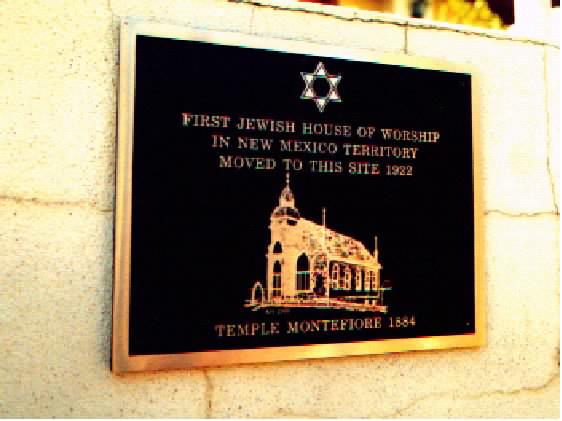 FIRST JEWISH HOUSE OF WORSHIP
IN NEW MEXICO TERRITORY
MOVED TO THIS SITE 1922
TEMPLE MONTEFIORE 1884